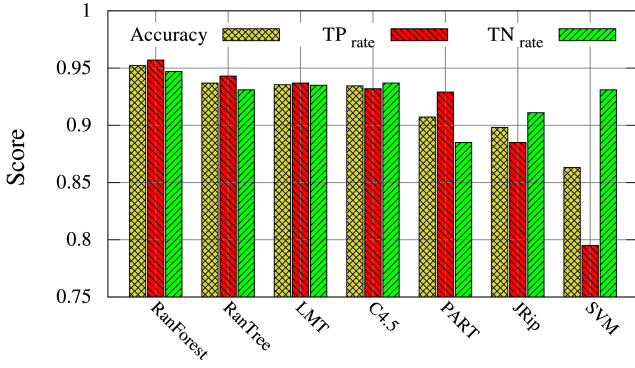 1
Accuracy TP rate TN rate
0.95
0.9
0.85
0.8
0.75
Score
RanForest RanTree LMT C4.5 PART JRip SVM